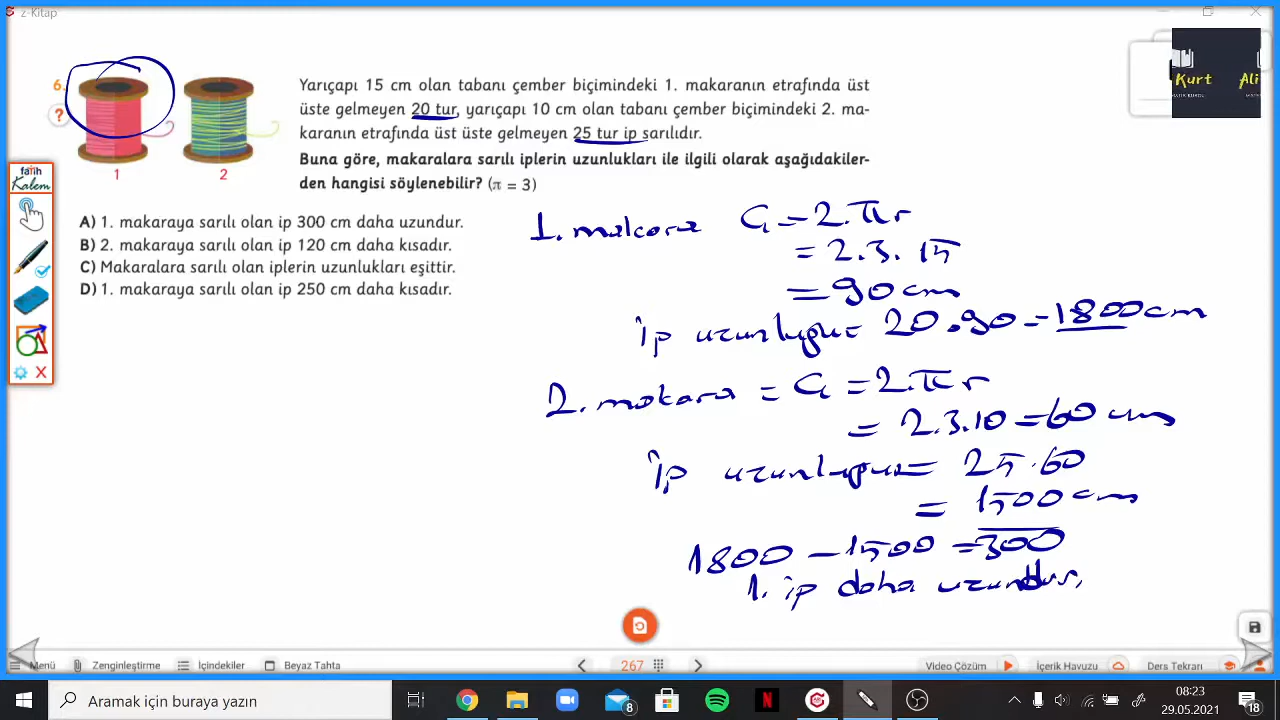 z-Kitap
Kurt Ali
6.
?
1
2
Yarıçapı 15 cm olan tabanı çember biçimindeki 1. makaranın etrafında üst
üste gelmeyen 20 tur, yarıçapı 10 cm olan tabanı çember biçimindeki 2. ma-
karanın etrafında üst üste gelmeyen 25 tur ip sarılıdır.
Buna göre, makaralara sarılı iplerin uzunlukları ile ilgili olarak aşağıdakiler-
den hangisi söylenebilir? (π = 3)
A) 1. makaraya sarılı olan ip 300 cm daha uzundur.
B) 2. makaraya sarılı olan ip 120 cm daha kısadır.
C) Makaralara sarılı olan iplerin uzunlukları eşittir.
D) 1. makaraya sarılı olan ip 250 cm daha kısadır.
fatih
Kalem
X
1. makara Ç = 2.πr
= 2.3.15
= 90 cm
İp uzunluğu = 20.90 = 1800 cm
2. makara = Ç = 2.πr
= 2.3.10 = 60 cm
İp uzunluğu = 25.60
= 1500 cm
1800 - 1500 = 300
1. ip daha uzundur,
Menü Zenginleştirme İçindekiler Beyaz Tahta 267 Video Çözüm İçerik Havuzu Ders Tekrarı
Aramak için buraya yazın
8
08:23
29.05.2021
18